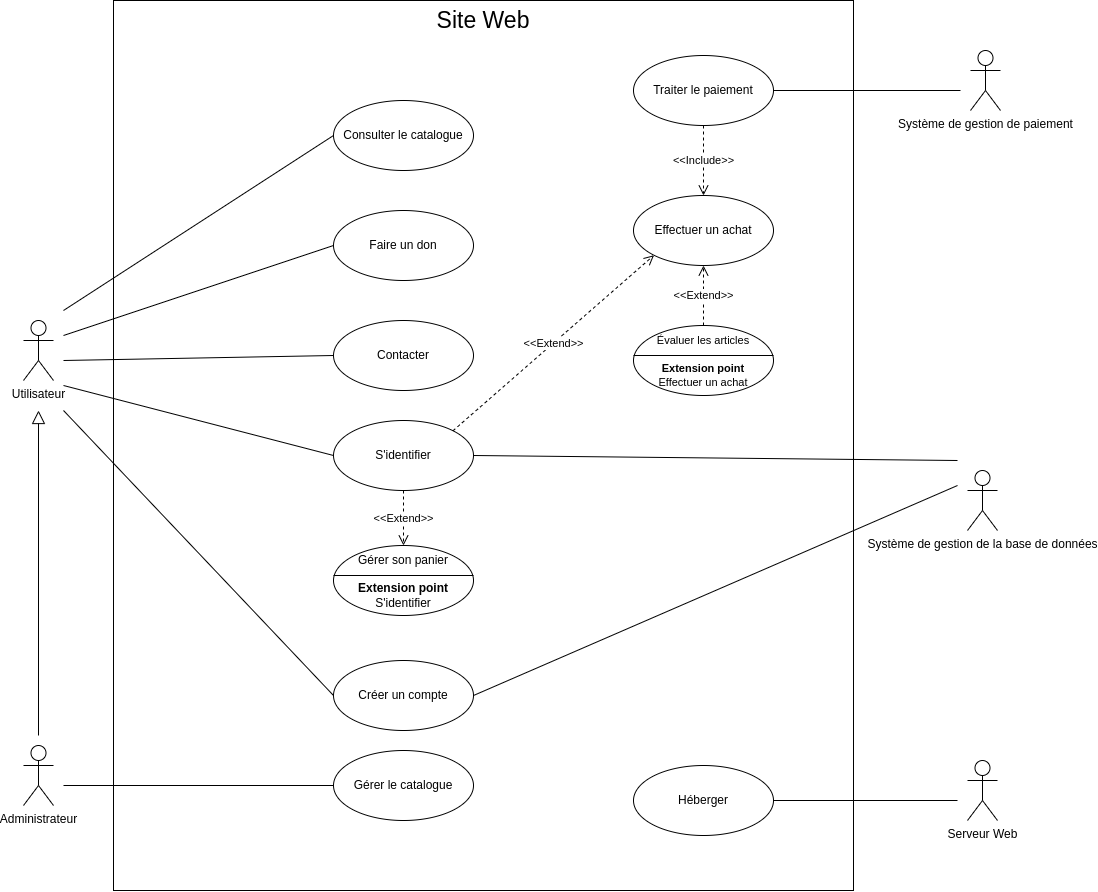 Site Web
Traiter le paiement
Système de gestion de paiement
Consulter le catalogue
<<Include>>
Effectuer un achat
Faire un don
<<Extend>>
Évaluer les articles
Extension point
Effectuer un achat
<<Extend>>
Contacter
Utilisateur
S'identifier
<<Extend>>
Système de gestion de la base de données
Gérer son panier
Extension point
S'identifier
Créer un compte
Gérer le catalogue
Héberger
Administrateur
Serveur Web